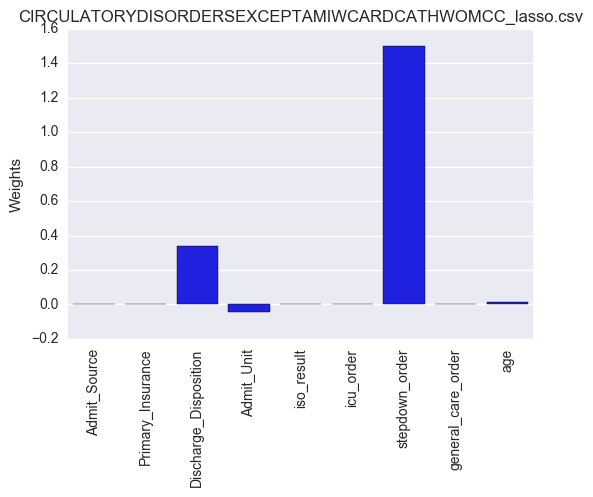 CIRCULATORYDISORDERSEXCEPTAMIWCARDCATHWOMCC_lasso.csv
1.6
1.4
1.2
1.0
0.8
0.6
0.4
0.2
0.0
−0.2
Weights
Admit_Source
Primary_Insurance
Discharge_Disposition
Admit_Unit
iso_result
icu_order
stepdown_order
general_care_order
age